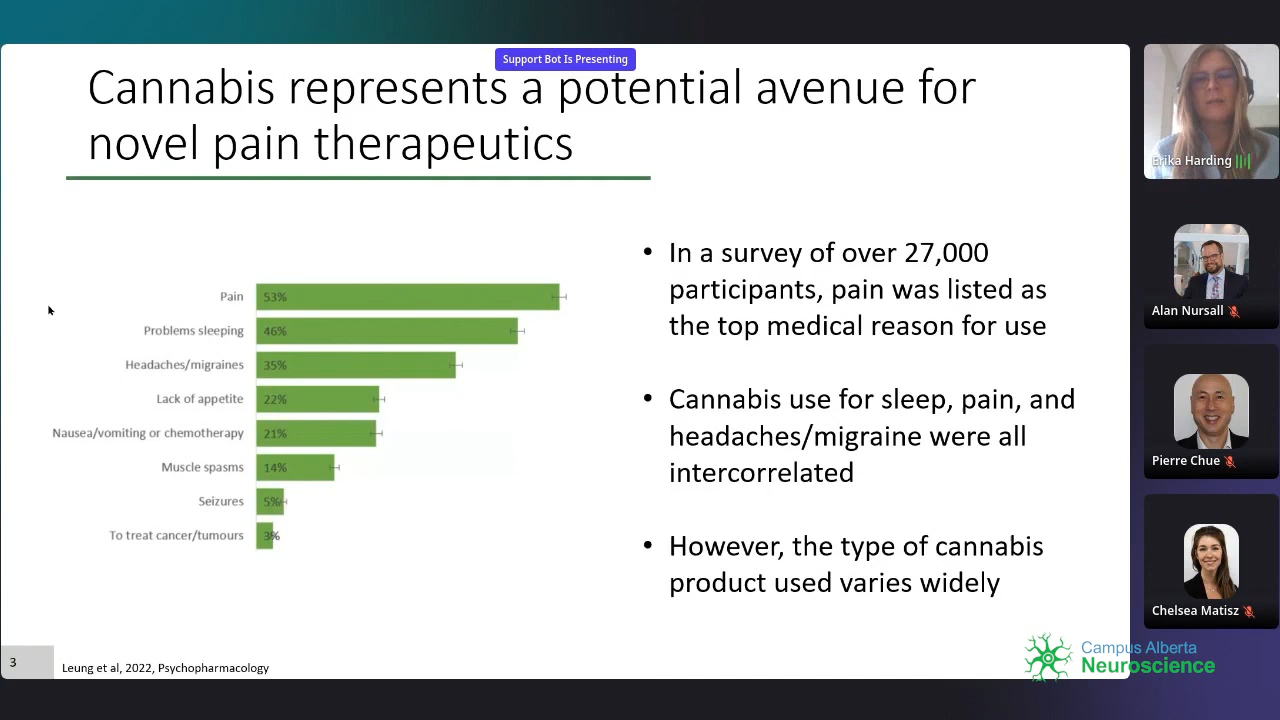 Support Bot Is Presenting
Cannabis represents a potential avenue for
novel pain therapeutics
Pain
53%
Problems sleeping
46%
Headaches/migraines
35%
Lack of appetite
22%
Nausea/vomiting or chemotherapy
21%
Muscle spasms
14%
Seizures
5%
To treat cancer/tumours
3%
• In a survey of over 27,000
participants, pain was listed as
the top medical reason for use
• Cannabis use for sleep, pain, and
headaches/migraine were all
intercorrelated
• However, the type of cannabis
product used varies widely
3
Leung et al, 2022, Psychopharmacology
Campus Alberta
Neuroscience
Erika Harding
Alan Nursall
Pierre Chue
Chelsea Matisz